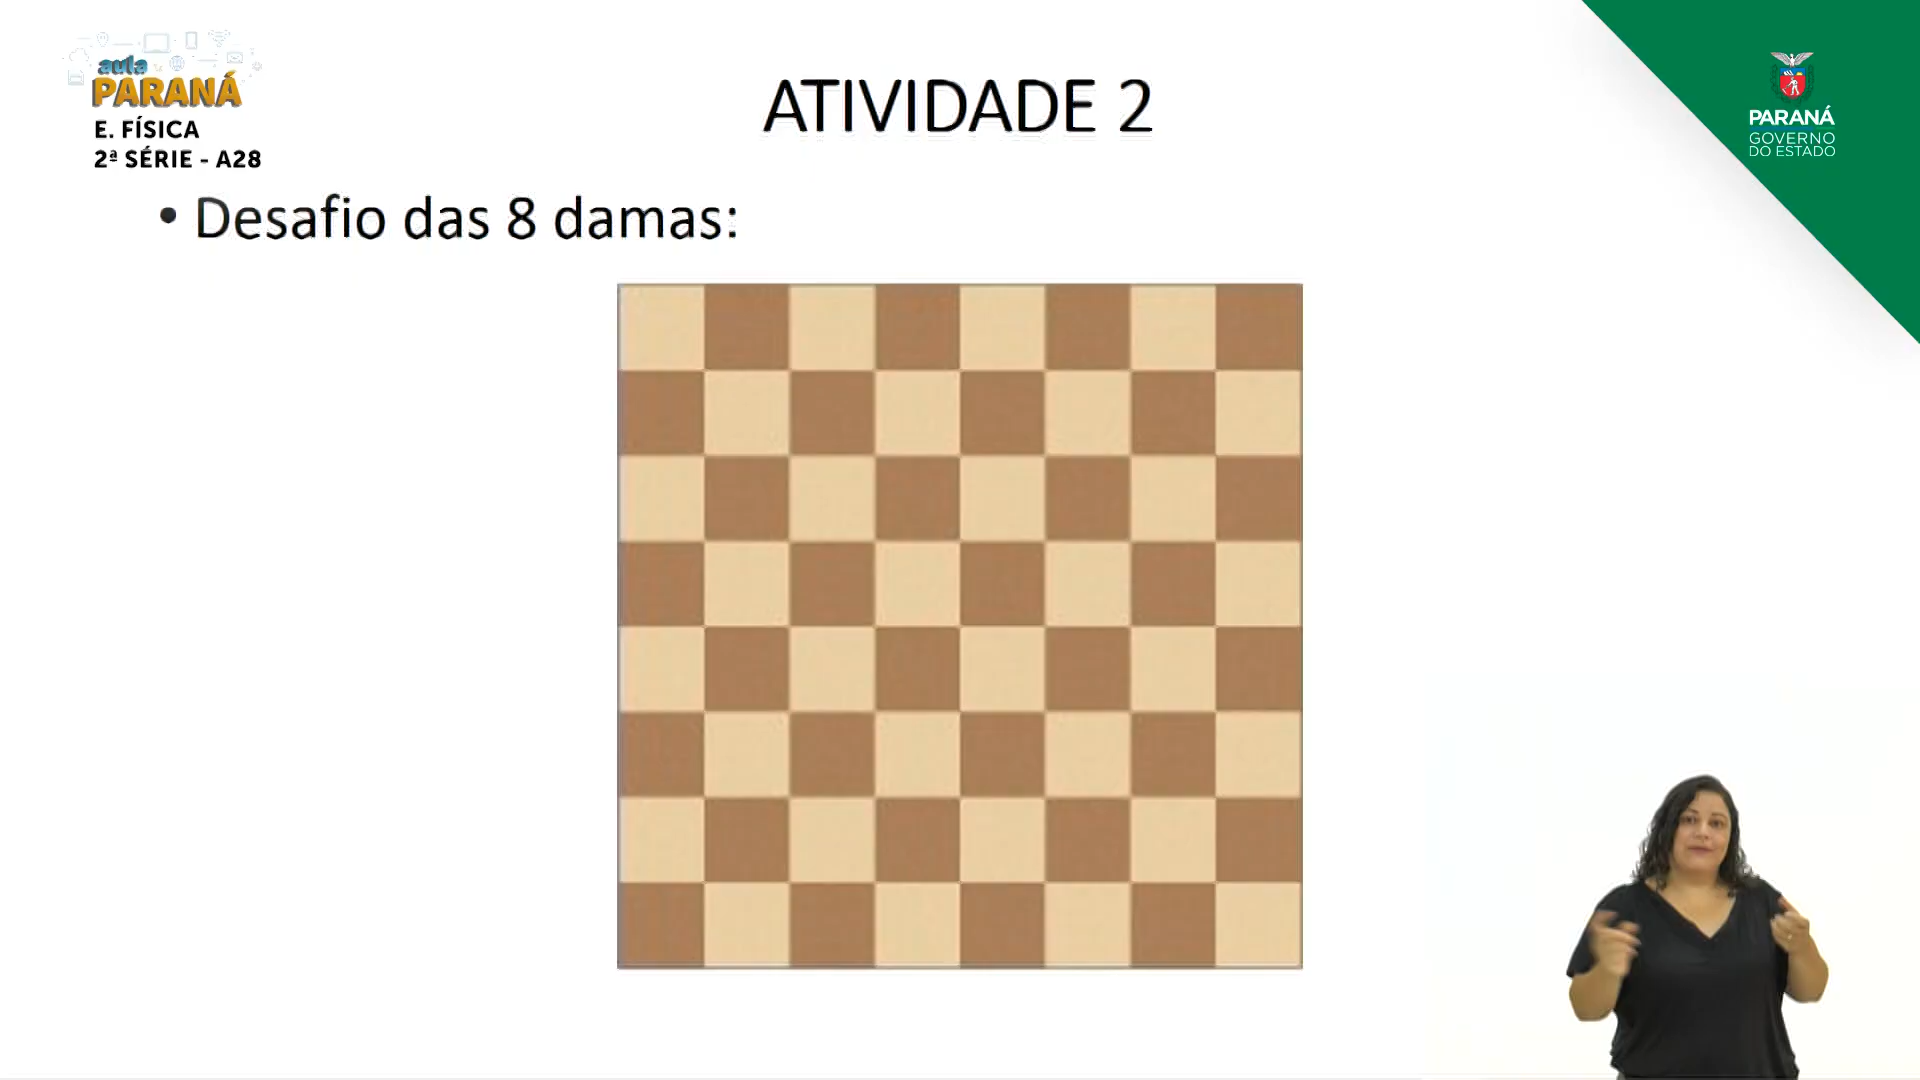 aula
PARANÁ
E. FÍSICA
2ª SÉRIE - A28
ATIVIDADE 2
PARANÁ
GOVERNO
DO ESTADO
• Desafio das 8 damas: